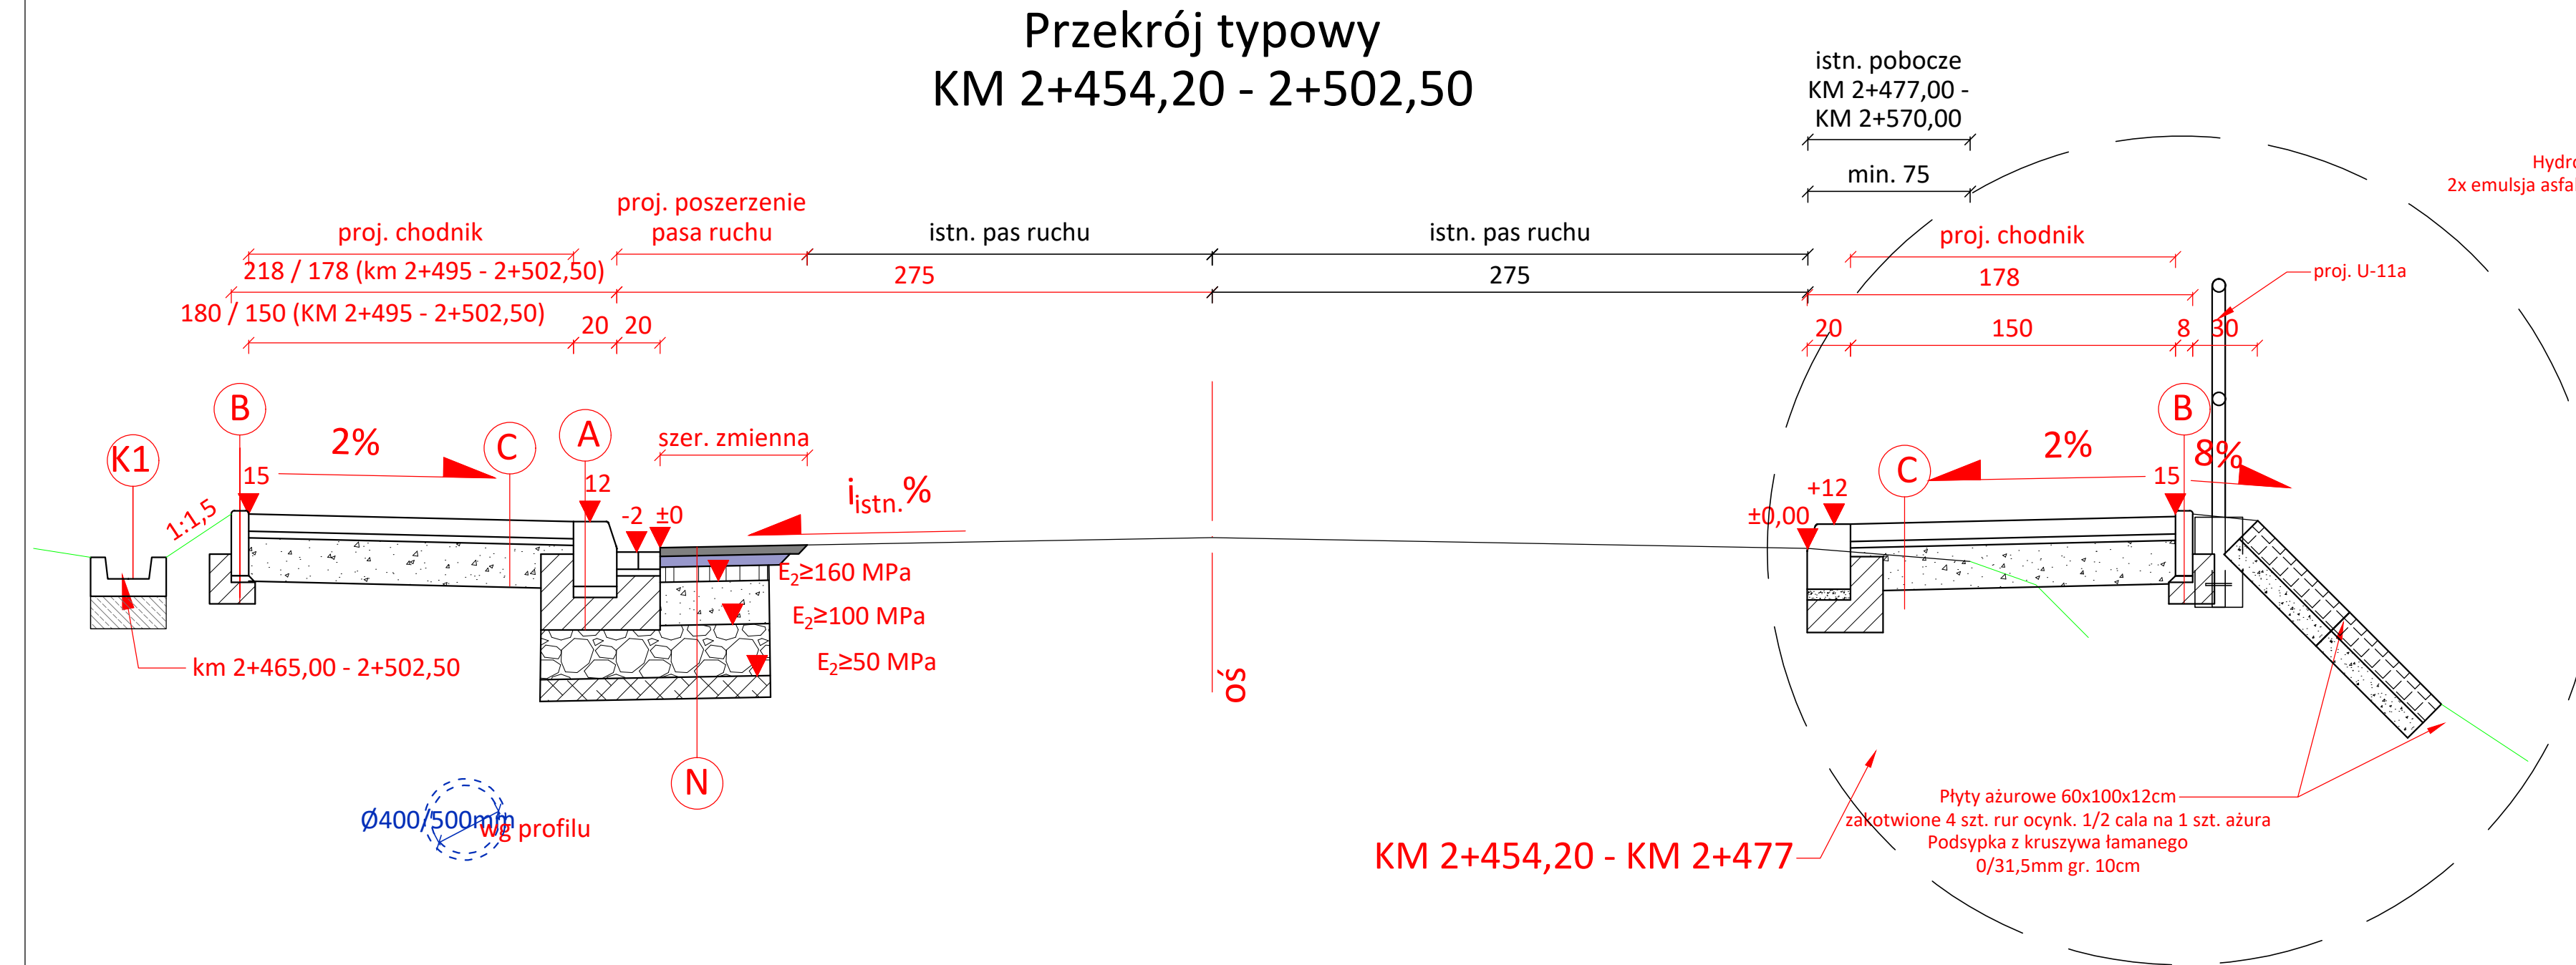 Przekrój typowy
KM 2+454,20 - 2+502,50
istn. pobocze
KM 2+477,00 -
KM 2+570,00
min. 75
Hydro
2x emulsja asfal
proj. chodnik
proj. poszerzenie
pasa ruchu
istn. pas ruchu
istn. pas ruchu
proj. chodnik
218 / 178 (km 2+495 - 2+502,50)
275
275
178
proj. U-11a
180 / 150 (KM 2+495 - 2+502,50)
20 20
20 150 8 30
B
2%
C
A
szer. zmienna
K1
15
12
1:1,5
-2 ±0
i istn.%
B
2%
8%
C
15
+12
±0,00
E2≥160 MPa
E2≥100 MPa
E2≥50 MPa
km 2+465,00 - 2+502,50
oś
N
Ø400/500mm
wg profilu
KM 2+454,20 - KM 2+477
Płyty ażurowe 60x100x12cm
zakotwione 4 szt. rur ocynk. 1/2 cala na 1 szt. ażura
Podsypka z kruszywa łamanego
0/31,5mm gr. 10cm